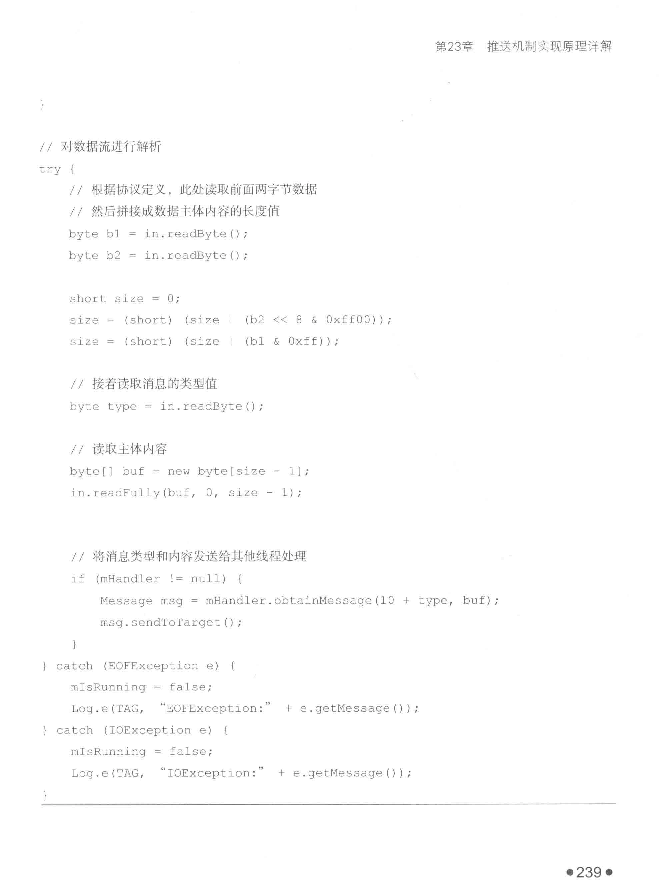 第23章 推送机制实现原理详解
}
// 对数据流进行解析
try {
// 根据协议定义，此处读取前面两字节数据
// 然后拼接成数据主体内容的长度值
byte b1 = in.readByte();
byte b2 = in.readByte();
short size = 0;
size = (short) (size | (b2 << 8 & 0xff00));
size = (short) (size | (b1 & 0xff));
// 接着读取消息的类型值
byte type = in.readByte();
// 读取主体内容
byte[] buf = new byte[size - 1];
in.readFully(buf, 0, size - 1);
// 将消息类型和内容发送给其他线程处理
if (mHandler != null) {
Message msg = mHandler.obtainMessage(10 + type, buf);
msg.sendToTarget();
}
} catch (EOFException e) {
mIsRunning = false;
Log.e(TAG, “EOFException:” + e.getMessage());
} catch (IOException e) {
mIsRunning = false;
Log.e(TAG, “IOException:” + e.getMessage());
}
●239●